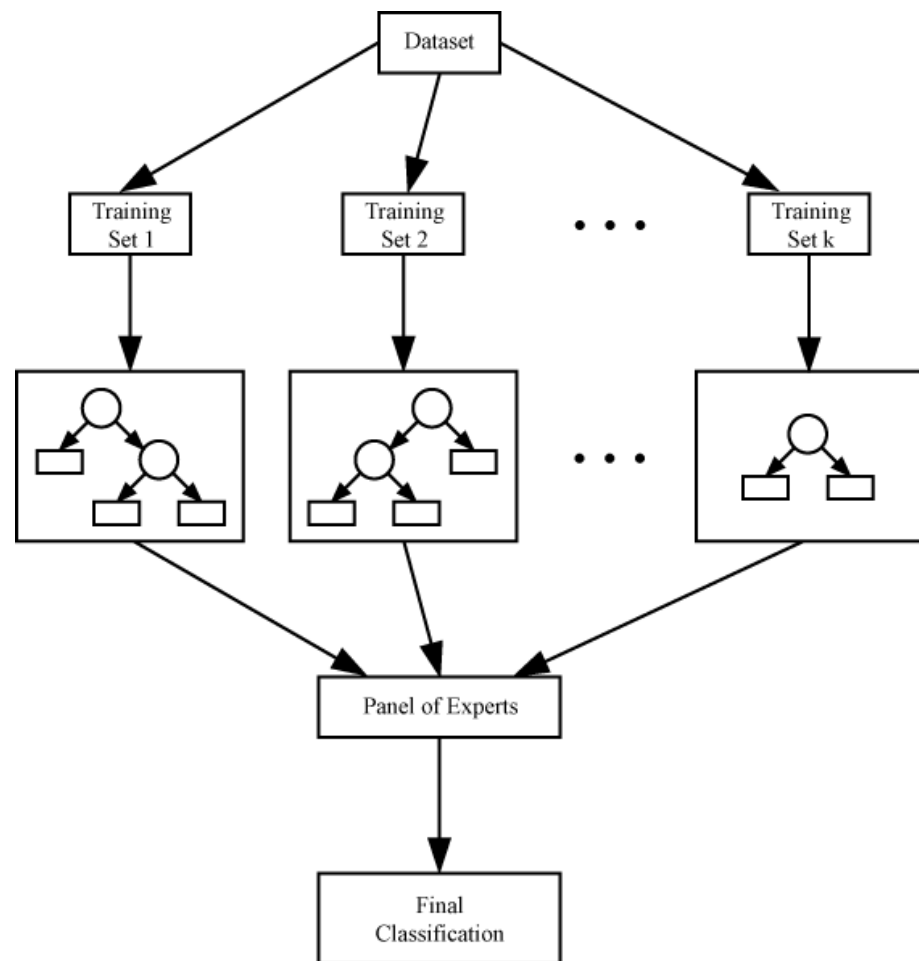 Dataset
Training
Set 1
Training
Set 2
Training
Set k
Panel of Experts
Final
Classification